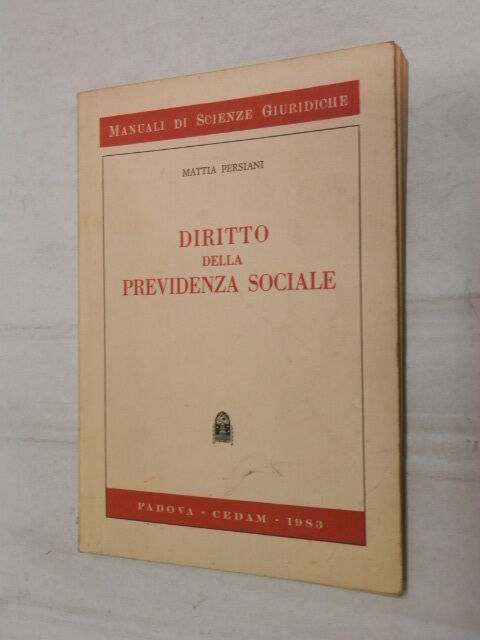 MANUALI DI SCIENZE GIURIDICHE
MATTIA PERSIANI
DIRITTO
DELLA
PREVIDENZA SOCIALE
PADOVA - CEDAM - 1983